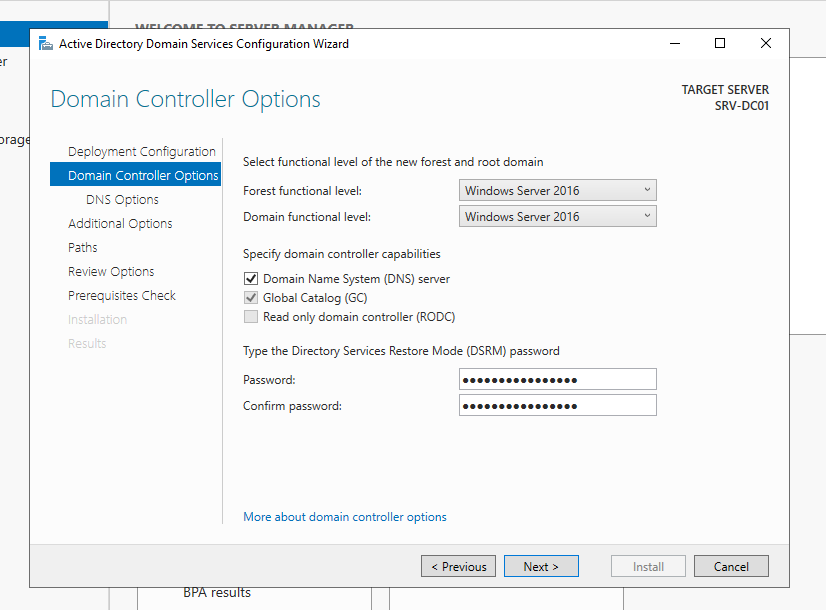 WELCOME TO SERVER MANAGER
Active Directory Domain Services Configuration Wizard
Domain Controller Options
TARGET SERVER
SRV-DC01
Deployment Configuration
Domain Controller Options
DNS Options
Additional Options
Paths
Review Options
Prerequisites Check
Installation
Results
Select functional level of the new forest and root domain
Forest functional level: Windows Server 2016
Domain functional level: Windows Server 2016
Specify domain controller capabilities
Domain Name System (DNS) server
Global Catalog (GC)
Read only domain controller (RODC)
Type the Directory Services Restore Mode (DSRM) password
Password: ●●●●●●●●●●●●●●●●
Confirm password: ●●●●●●●●●●●●●●●●
More about domain controller options
< Previous Next > Install Cancel
BPA results